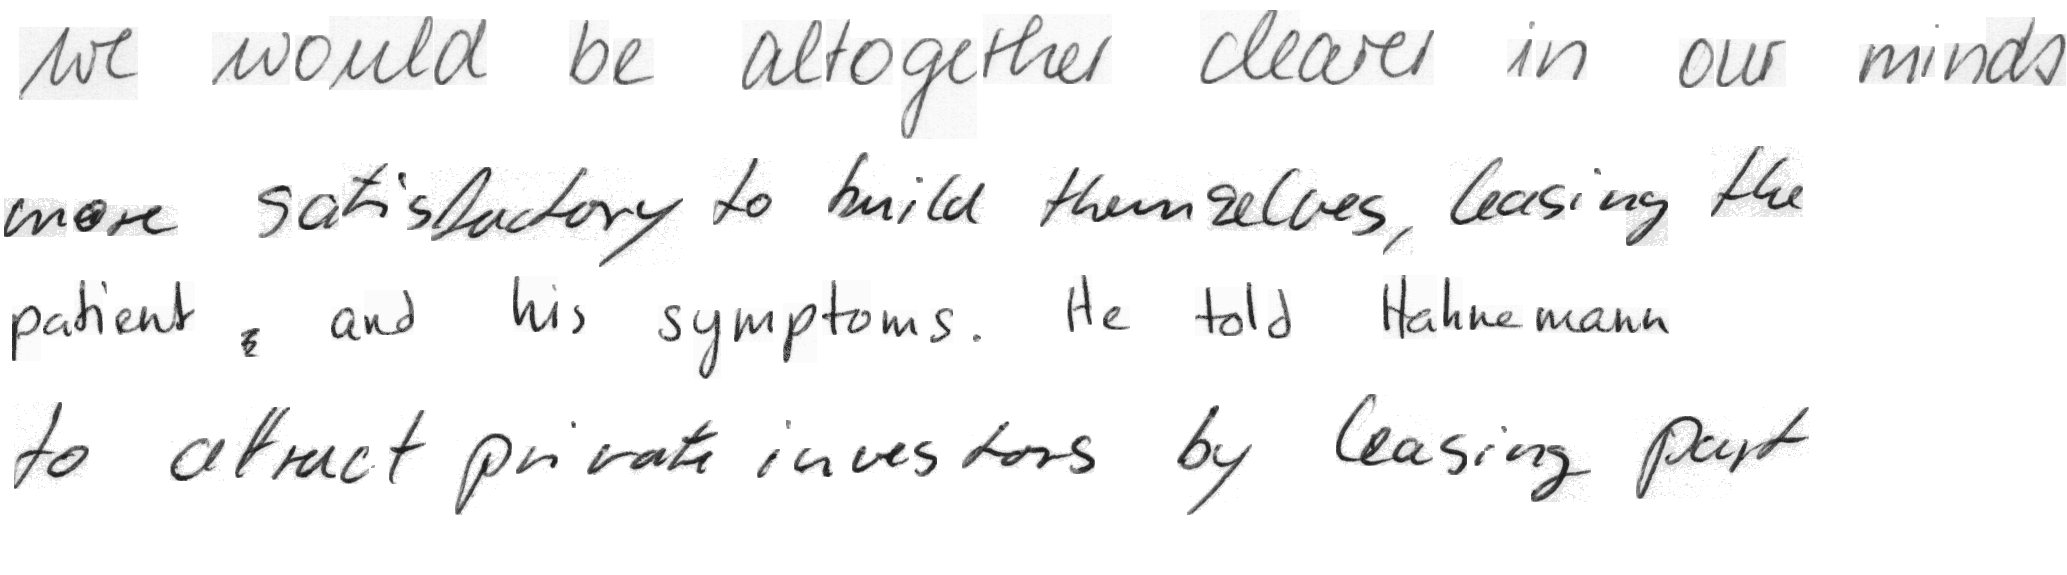 we would be altogether clearer in our minds
more satisfactory to build themselves, leasing the
patient, and his symptoms. He told Hahnemann
to attract private investors by leasing part